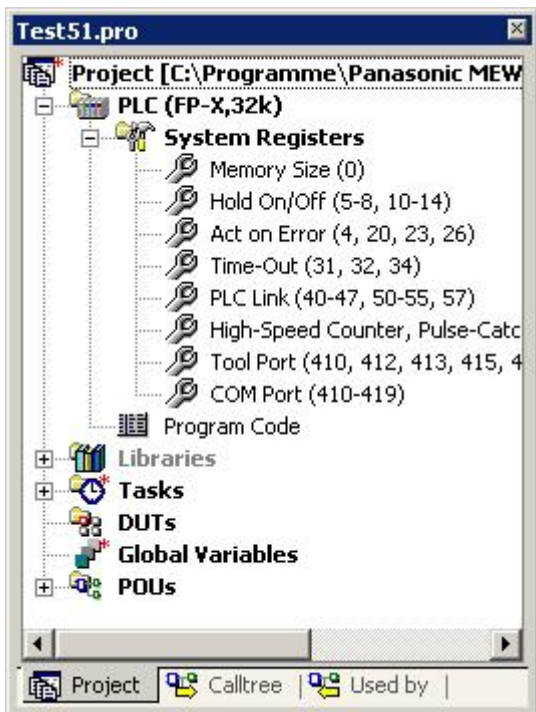 Test51.pro
Project [C:\Programme\Panasonic MEW
PLC (FP-X,32k)
System Registers
Memory Size (0)
Hold On/Off (5-8, 10-14)
Act on Error (4, 20, 23, 26)
Time-Out (31, 32, 34)
PLC Link (40-47, 50-55, 57)
High-Speed Counter, Pulse-Catc
Tool Port (410, 412, 413, 415, 4
COM Port (410-419)
Program Code
Libraries
Tasks
DUTs
Global Variables
POUs
Project Calltree | Used by |